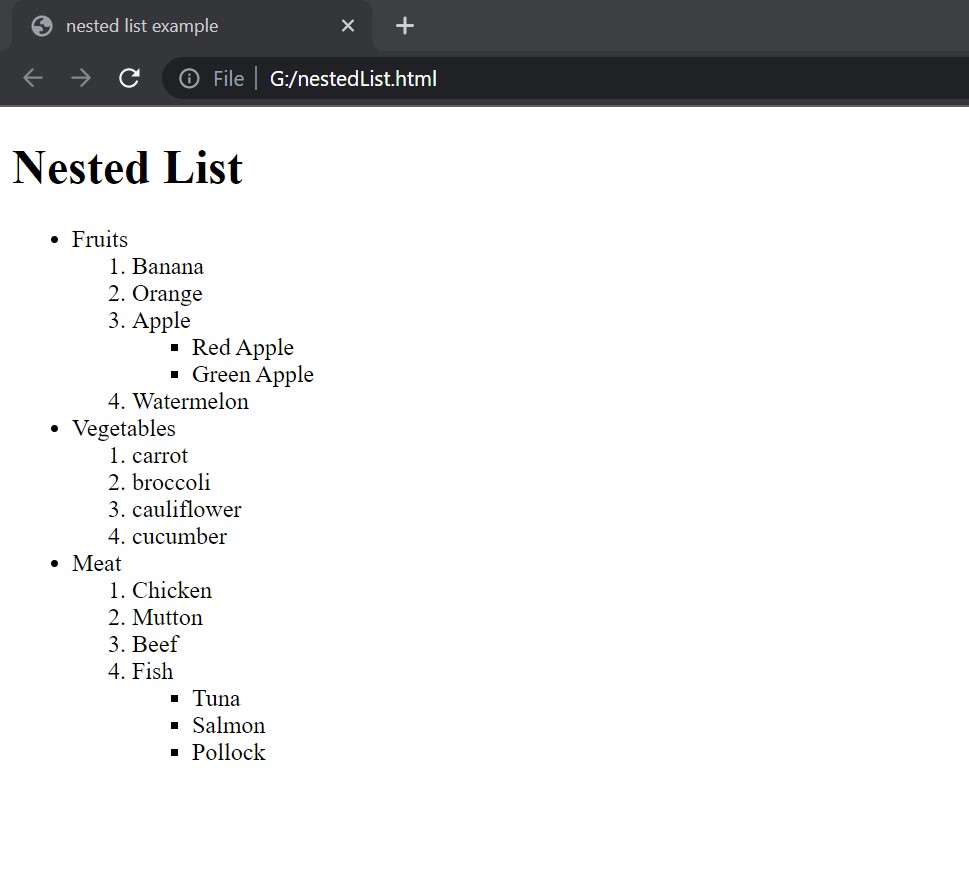 nested list example
File G:/nestedList.html
Nested List
• Fruits
1. Banana
2. Orange
3. Apple
▪ Red Apple
▪ Green Apple
4. Watermelon
• Vegetables
1. carrot
2. broccoli
3. cauliflower
4. cucumber
• Meat
1. Chicken
2. Mutton
3. Beef
4. Fish
▪ Tuna
▪ Salmon
▪ Pollock